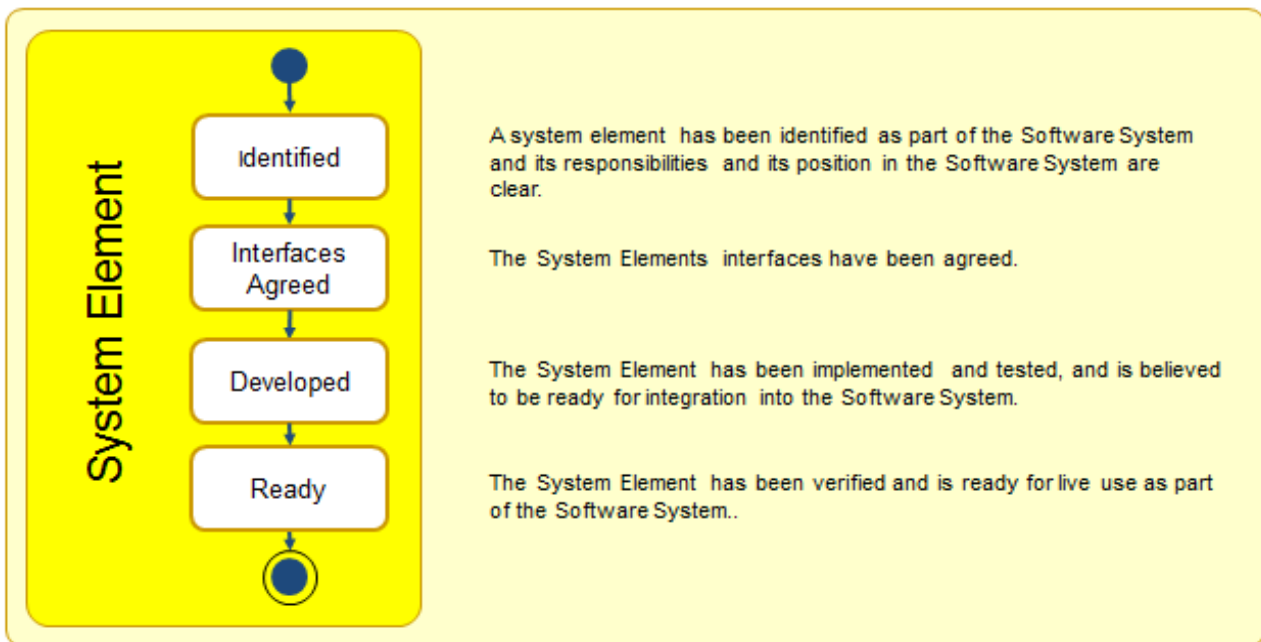 System Element
Identified
A system element has been identified as part of the Software System
and its responsibilities and its position in the Software System are
clear.
Interfaces
Agreed
The System Elements interfaces have been agreed.
Developed
The System Element has been implemented and tested, and is believed
to be ready for integration into the Software System.
Ready
The System Element has been verified and is ready for live use as part
of the Software System..